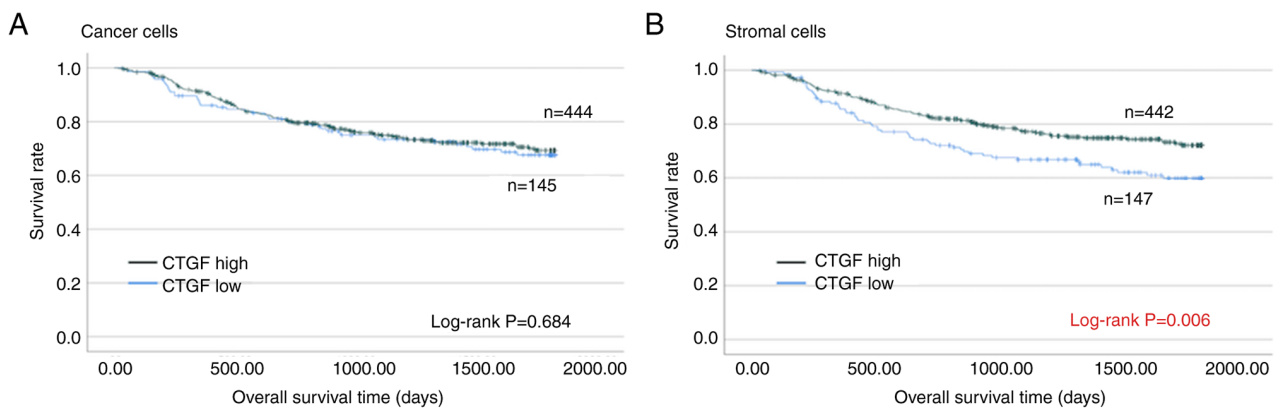 A
Cancer cells
1.0
0.8
0.6
0.4
0.2
0.0
Survival rate
n=444
n=145
CTGF high
CTGF low
Log-rank P=0.684
0.00 500.00 1000.00 1500.00 2000.00
Overall survival time (days)
B
Stromal cells
1.0
0.8
0.6
0.4
0.2
0.0
Survival rate
n=442
n=147
CTGF high
CTGF low
Log-rank P=0.006
0.00 500.00 1000.00 1500.00 2000.00
Overall survival time (days)